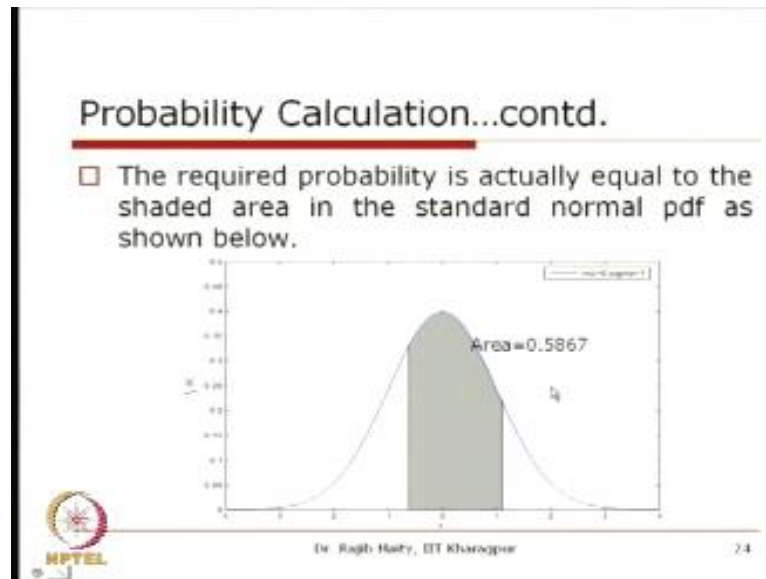 Probability Calculation...contd.
The required probability is actually equal to the
shaded area in the standard normal pdf as
shown below.
Area=0.5867
NPTEL
Dr. Rajib Maity, IIT Kharagpur
24